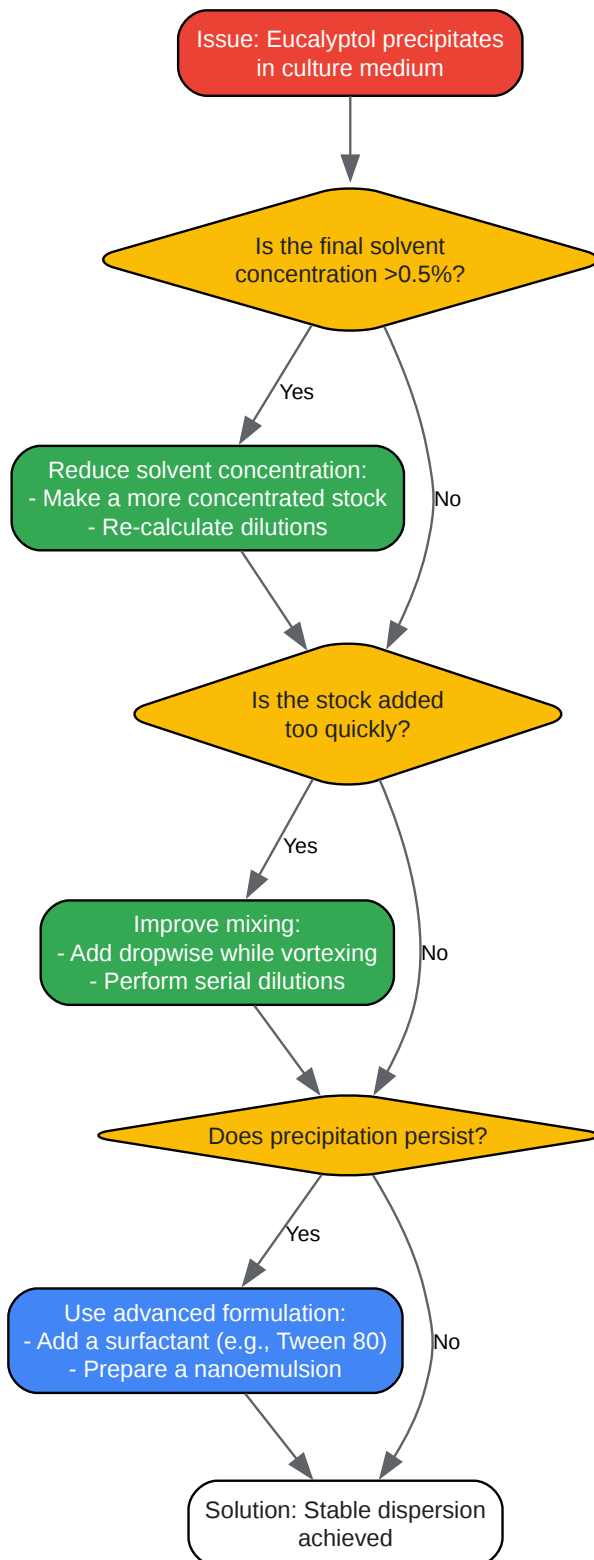 Issue: Eucalyptol precipitates
in culture medium
Is the final solvent
concentration >0.5%?
Yes
Reduce solvent concentration:
- Make a more concentrated stock
- Re-calculate dilutions
No
Is the stock added
too quickly?
Yes
Improve mixing:
- Add dropwise while vortexing
- Perform serial dilutions
No
Does precipitation persist?
Yes
Use advanced formulation:
- Add a surfactant (e.g., Tween 80)
- Prepare a nanoemulsion
No
Solution: Stable dispersion
achieved